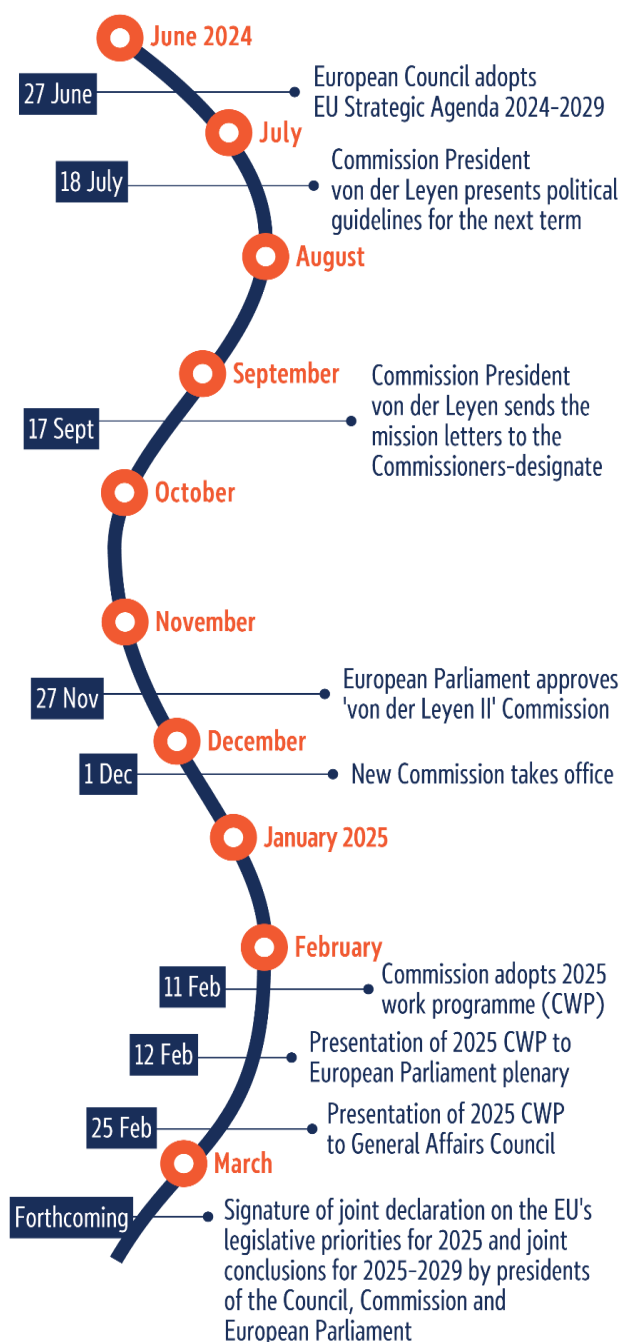 June 2024
27 June
European Council adopts
EU Strategic Agenda 2024–2029
July
18 July
Commission President
von der Leyen presents political
guidelines for the next term
August
September
17 Sept
Commission President
von der Leyen sends the
mission letters to the
Commissioners-designate
October
November
27 Nov
European Parliament approves
'von der Leyen II' Commission
December
1 Dec
New Commission takes office
January 2025
February
11 Feb
Commission adopts 2025
work programme (CWP)
12 Feb
Presentation of 2025 CWP to
European Parliament plenary
25 Feb
Presentation of 2025 CWP
to General Affairs Council
March
Forthcoming
Signature of joint declaration on the EU's
legislative priorities for 2025 and joint
conclusions for 2025–2029 by presidents
of the Council, Commission and
European Parliament